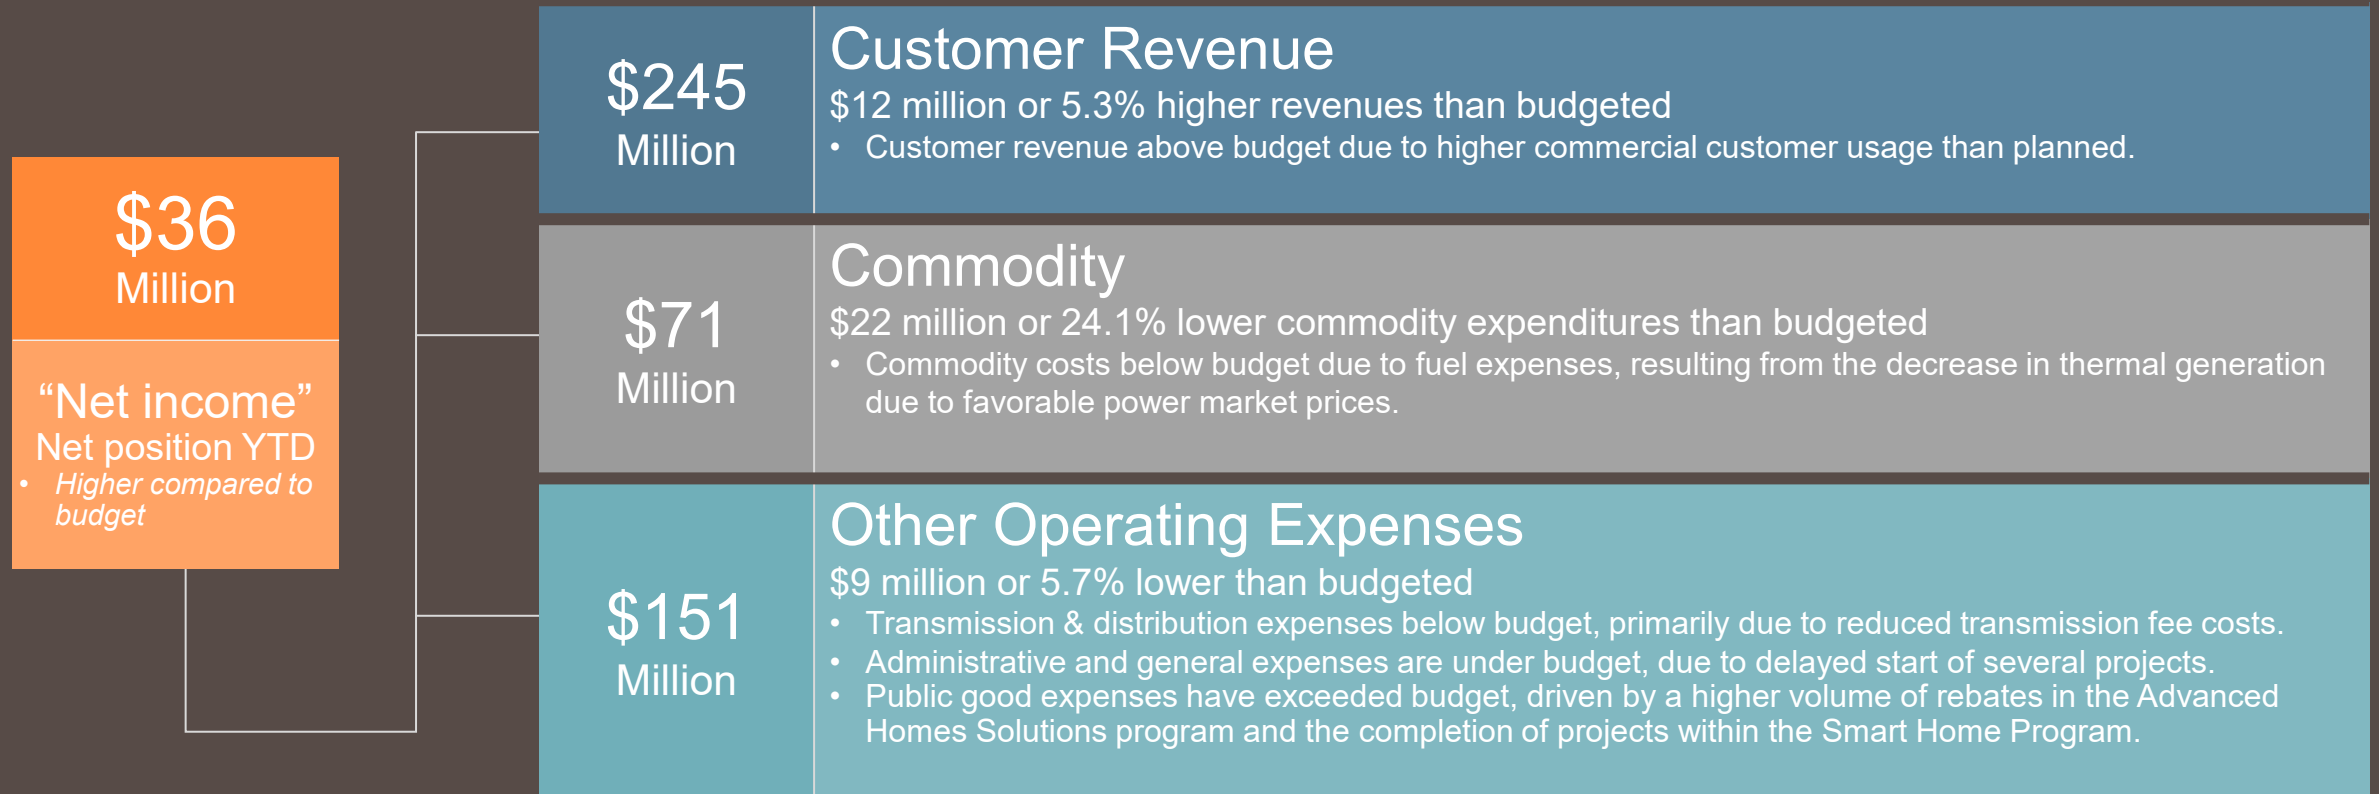 $36
Million
“Net income”
Net position YTD
• Higher compared to
budget
$245
Million
Customer Revenue
$12 million or 5.3% higher revenues than budgeted
• Customer revenue above budget due to higher commercial customer usage than planned.
$71
Million
Commodity
$22 million or 24.1% lower commodity expenditures than budgeted
• Commodity costs below budget due to fuel expenses, resulting from the decrease in thermal generation
due to favorable power market prices.
$151
Million
Other Operating Expenses
$9 million or 5.7% lower than budgeted
• Transmission & distribution expenses below budget, primarily due to reduced transmission fee costs.
• Administrative and general expenses are under budget, due to delayed start of several projects.
• Public good expenses have exceeded budget, driven by a higher volume of rebates in the Advanced
Homes Solutions program and the completion of projects within the Smart Home Program.